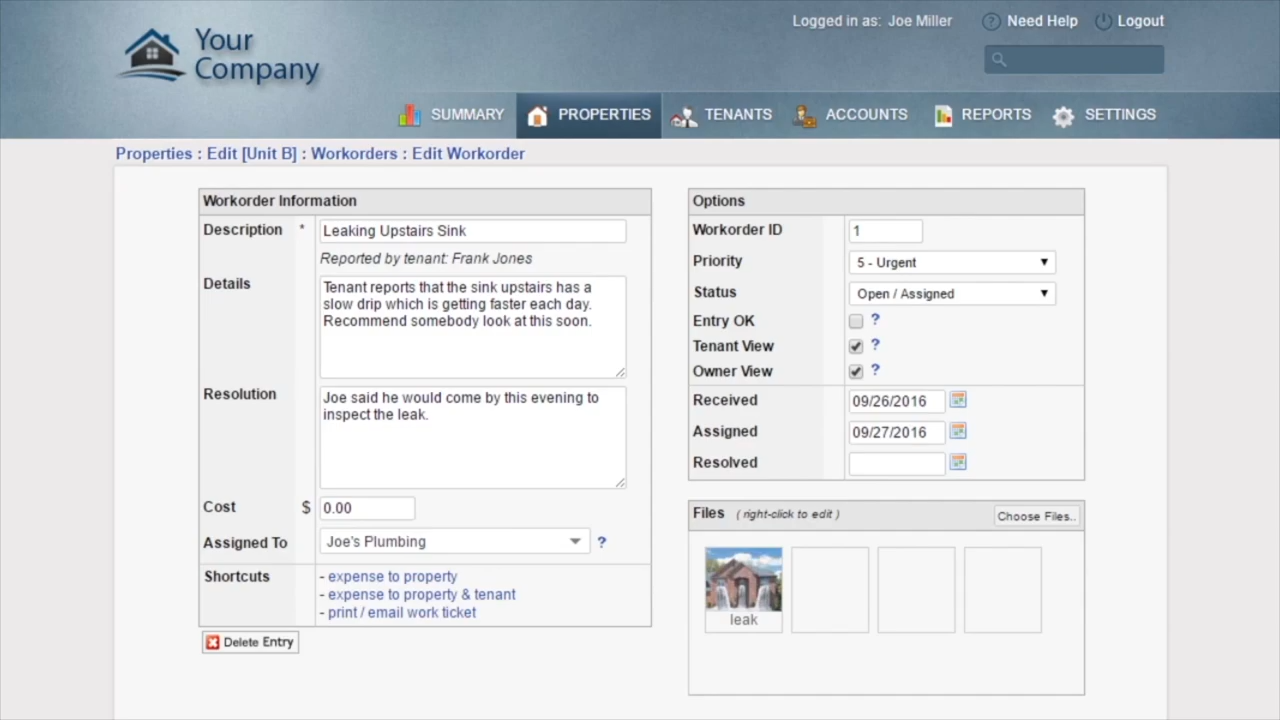 Your
Company
Logged in as: Joe Miller
Need Help
Logout
SUMMARY
PROPERTIES
TENANTS
ACCOUNTS
REPORTS
SETTINGS
Properties : Edit [Unit B] : Workorders : Edit Workorder
Workorder Information
Description * Leaking Upstairs Sink
Reported by tenant: Frank Jones
Details
Tenant reports that the sink upstairs has a
slow drip which is getting faster each day.
Recommend somebody look at this soon.
Resolution
Joe said he would come by this evening to
inspect the leak.
Cost $ 0.00
Assigned To Joe's Plumbing ?
Shortcuts
- expense to property
- expense to property & tenant
- print / email work ticket
Delete Entry
Options
Workorder ID 1
Priority 5 - Urgent
Status Open / Assigned
Entry OK ?
Tenant View ?
Owner View ?
Received 09/26/2016
Assigned 09/27/2016
Resolved
Files ( right-click to edit ) Choose Files..
leak